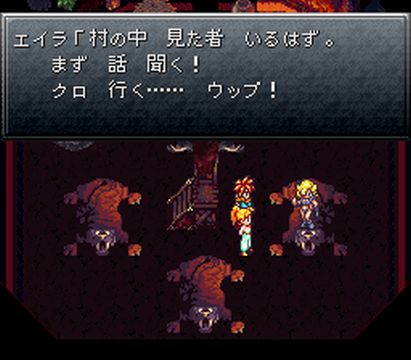 エイラ「村の中 見た者 いるはず。
まず 話 聞く!
クロ 行く…… ウップ!